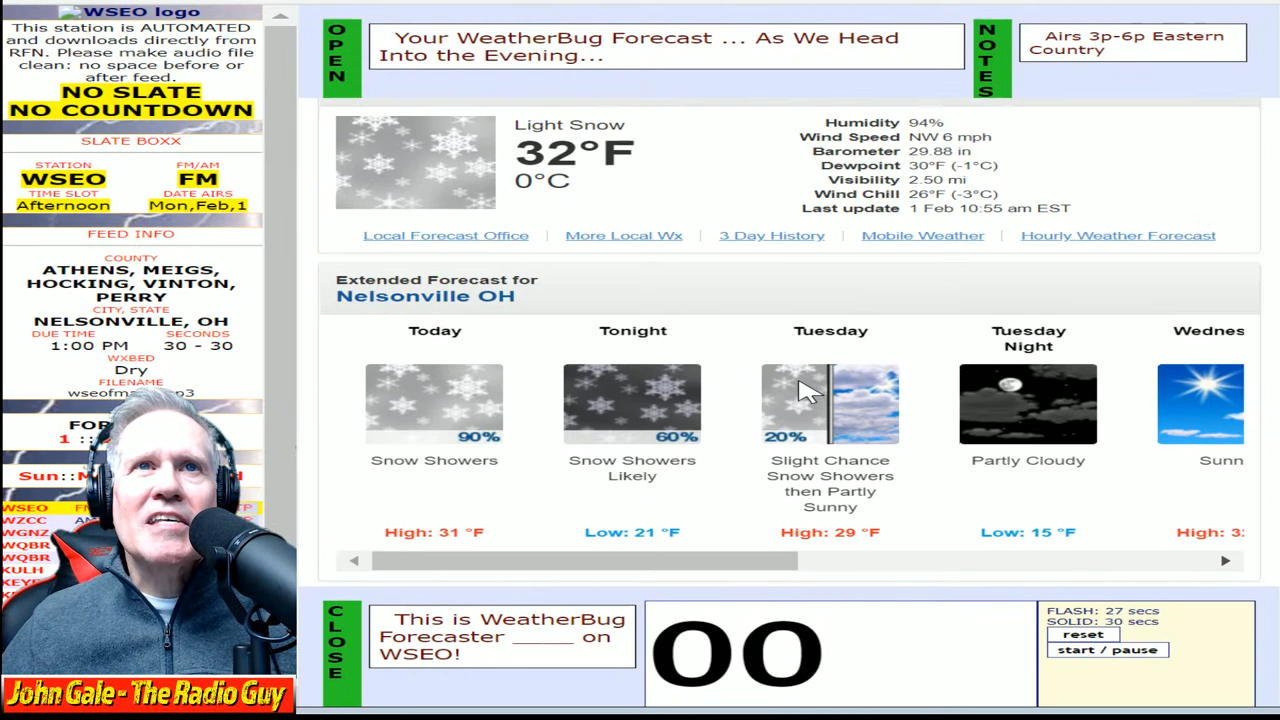 WSEO logo
This station is AUTOMATED
and downloads directly from
RFN. Please make audio file
clean: no space before or
after feed.
NO SLATE
NO COUNTDOWN
SLATE BOXX
STATION FM/AM
WSEO FM
TIME SLOT DATE AIRS
Afternoon Mon,Feb,1
FEED INFO
COUNTY
ATHENS, MEIGS,
HOCKING, VINTON,
PERRY
CITY, STATE
NELSONVILLE, OH
DUE TIME SECONDS
1:00 PM 30 - 30
WXBED
Dry
FILENAME
WSEO
WZCC
WGNZ
WQBR
WQBR
KULH
John Gale - The Radio Guy
OPEN
Your WeatherBug Forecast ... As We Head
Into the Evening...
NOTES
Airs 3p-6p Eastern
Country
Light Snow
32°F
0°C
Humidity 94%
Wind Speed NW 6 mph
Barometer 29.88 in
Dewpoint 30°F (-1°C)
Visibility 2.50 mi
Wind Chill 26°F (-3°C)
Last update 1 Feb 10:55 am EST
Local Forecast Office | More Local Wx | 3 Day History | Mobile Weather | Hourly Weather Forecast
Extended Forecast for
Nelsonville OH
Today
90%
Snow Showers
High: 31 °F
Tonight
60%
Snow Showers
Likely
Low: 21 °F
Tuesday
20%
Slight Chance
Snow Showers
then Partly
Sunny
High: 29 °F
Tuesday
Night
Partly Cloudy
Low: 15 °F
Wednes
Sunn
High: 3
CLOSE
This is WeatherBug
Forecaster _____ on
WSEO!
00
FLASH: 27 secs
SOLID: 30 secs
reset
start / pause